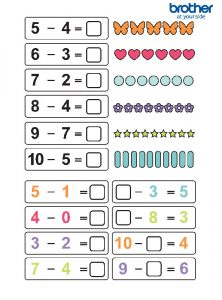 brother
at your side
5 - 4 =
6 - 3 =
7 - 2 =
8 - 4 =
9 - 7 =
10 - 5 =
5 - 1 =
- 3 = 5
4 - 0 =
- 8 = 3
3 - 2 =
10 - = 4
7 - 4 =
9 - = 6